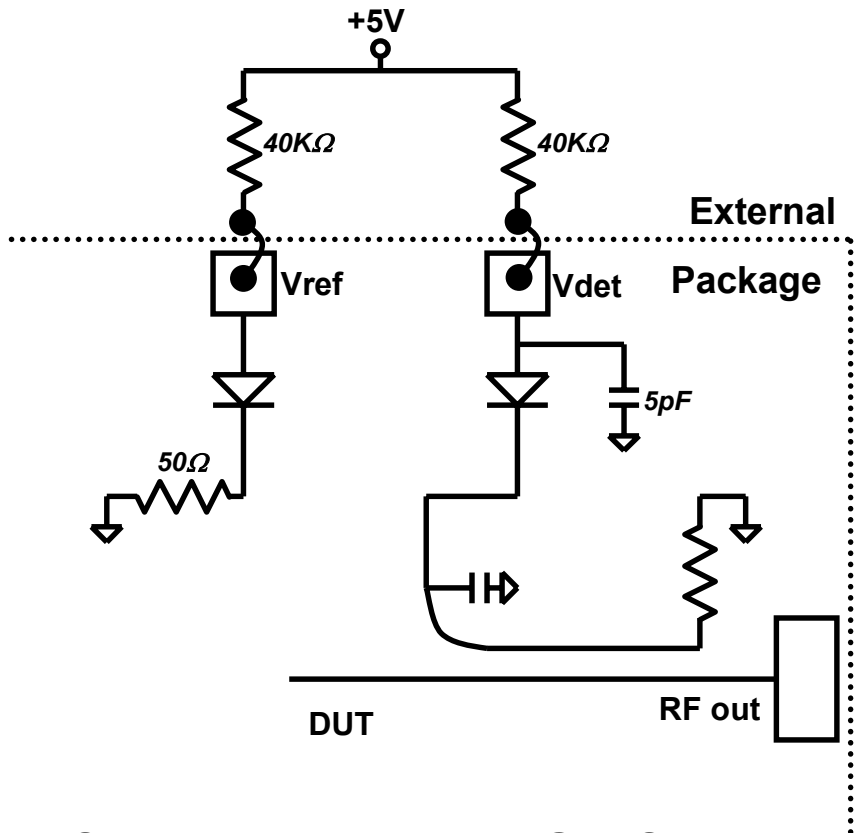 +5V
40KΩ
40KΩ
External
Vref
Vdet
Package
5pF
50Ω
RF out
DUT